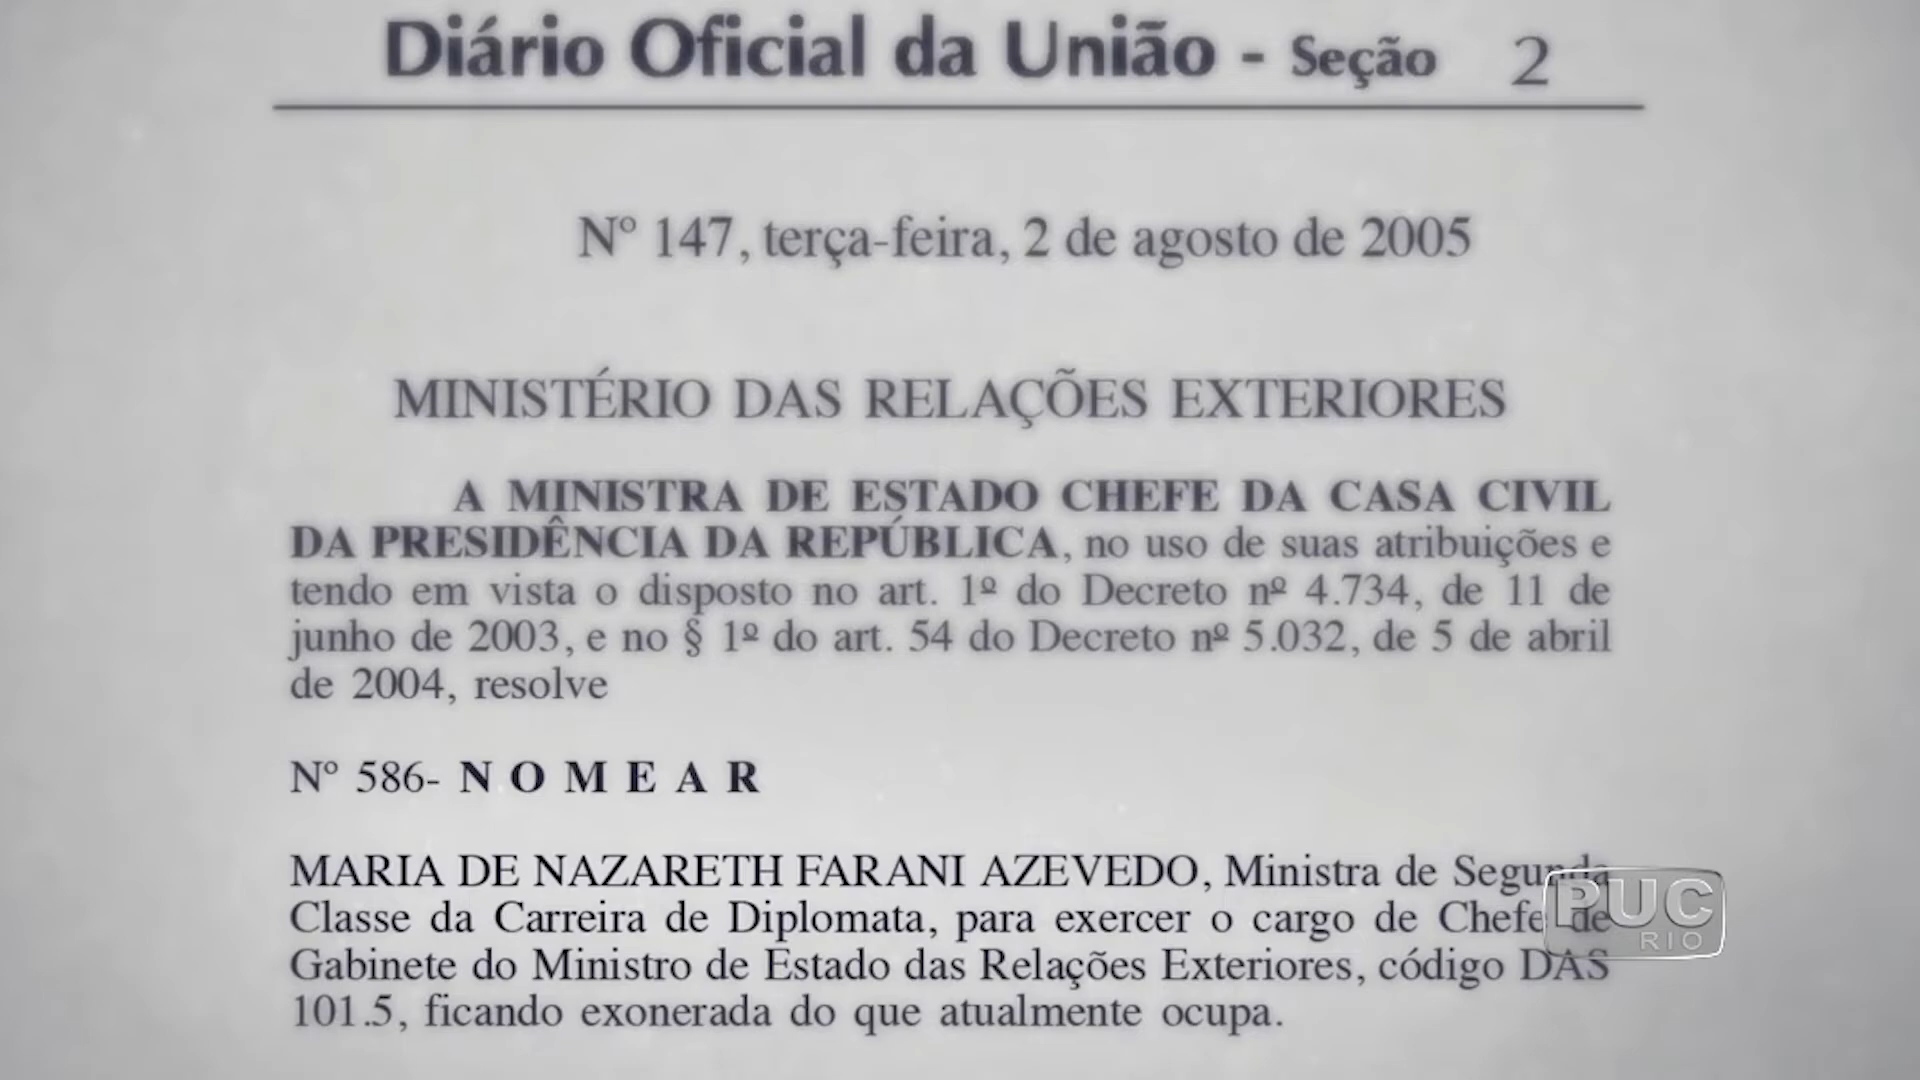 Diário Oficial da União - Seção 2
Nº 147, terça-feira, 2 de agosto de 2005
MINISTÉRIO DAS RELAÇÕES EXTERIORES
A MINISTRA DE ESTADO CHEFE DA CASA CIVIL
DA PRESIDÊNCIA DA REPÚBLICA, no uso de suas atribuições e
tendo em vista o disposto no art. 1º do Decreto nº 4.734, de 11 de
junho de 2003, e no § 1º do art. 54 do Decreto nº 5.032, de 5 de abril
de 2004, resolve
Nº 586- N O M E A R
MARIA DE NAZARETH FARANI AZEVEDO, Ministra de Segunda
Classe da Carreira de Diplomata, para exercer o cargo de Chefe de
Gabinete do Ministro de Estado das Relações Exteriores, código DAS
101.5, ficando exonerada do que atualmente ocupa.
PUC
RIO